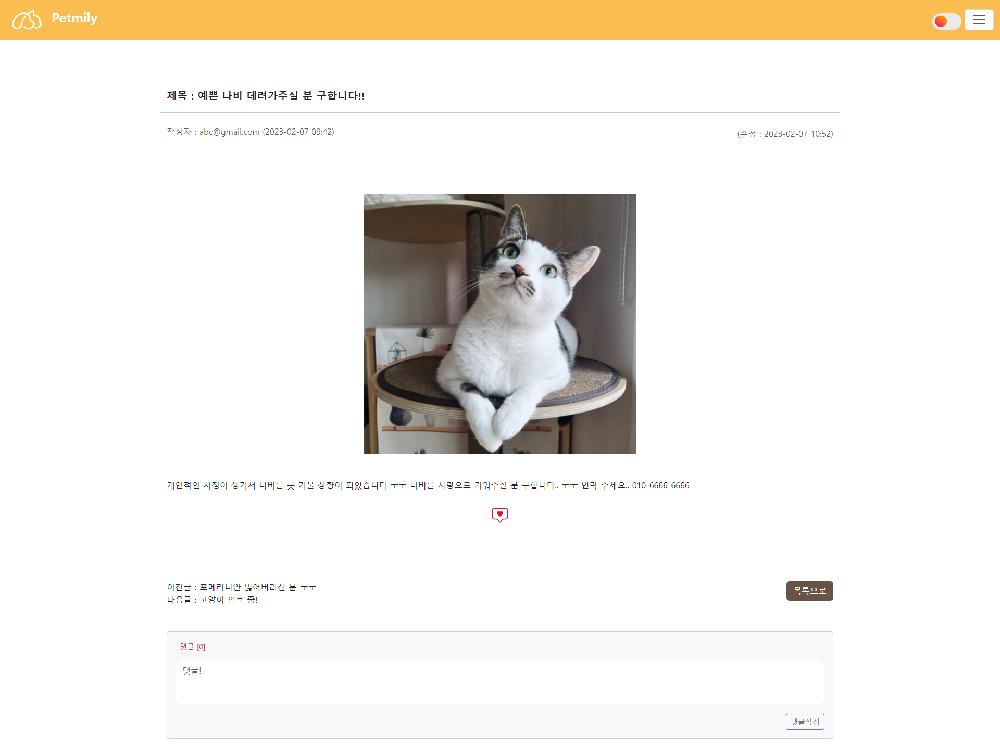 Petmily
제목 : 예쁜 나비 데려가주실 분 구합니다!!
작성자 : abc@gmail.com (2023-02-07 09:42)
(수정 : 2023-02-07 10:52)
개인적인 사정이 생겨서 나비를 못 키울 상황이 되었습니다 ㅜㅜ 나비를 사랑으로 키워주실 분 구합니다.. ㅜㅜ 연락 주세요.. 010-6666-6666
이전글 : 포메라니안 잃어버리신 분 ㅜㅜ
다음글 : 고양이 임보 중!
목록으로
댓글 [0]
댓글!
댓글작성